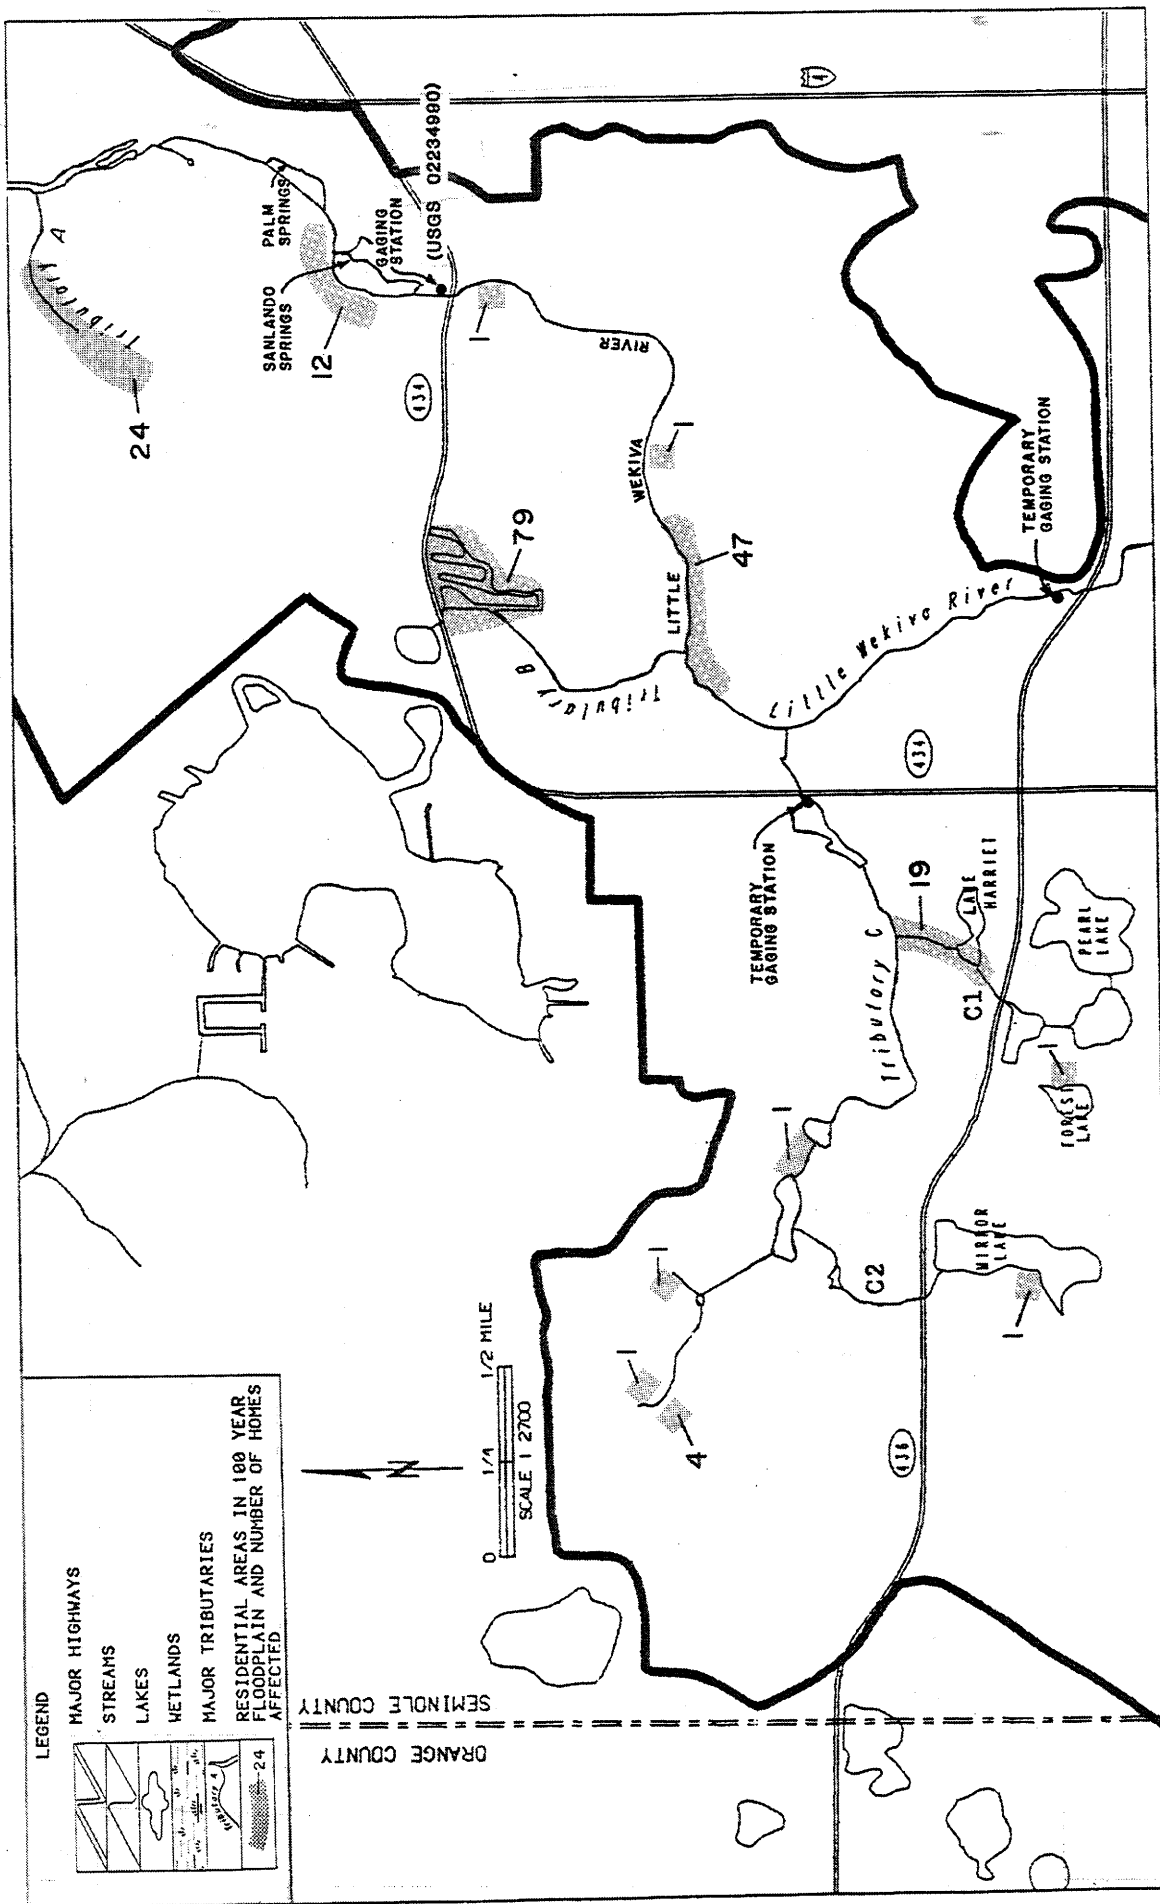 LEGEND
MAJOR HIGHWAYS
STREAMS
LAKES
WETLANDS
MAJOR TRIBUTARIES
Tributary A
RESIDENTIAL AREAS IN 100 YEAR
FLOODPLAIN AND NUMBER OF HOMES
AFFECTED
24
ORANGE COUNTY
SEMINOLE COUNTY
N
0
1/4
1/2 MILE
SCALE 1 2700
Tributary A
24
PALM
SPRINGS
SANLANDO
SPRINGS
12
GAGING
STATION
(USGS 02234990)
4
434
1
RIVER
WEKIVA
LITTLE
1
79
47
Tributary B
Little Wekiva River
TEMPORARY
GAGING STATION
434
TEMPORARY
GAGING STATION
Tributary C
19
LAKE
HARRIET
C1
PEARL
LAKE
1
FOREST
LAKE
1
1
1
4
C2
MIRROR
LAKE
1
436